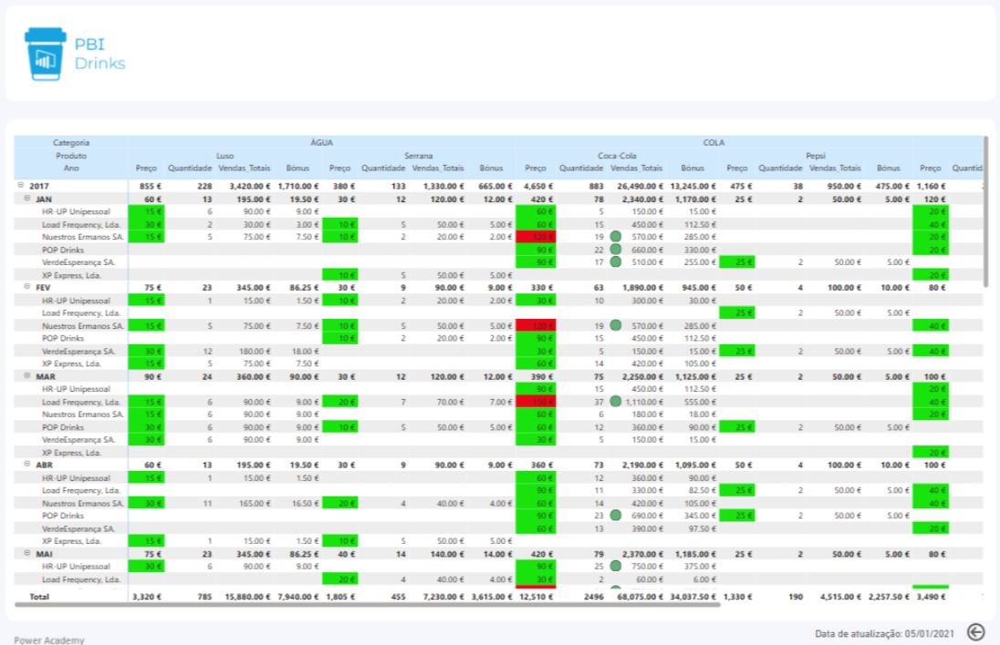 PBI
Drinks
Categoria ÁGUA COLA
Produto Luso Serrana Coca-Cola Pepsi
Ano Preço Quantidade Vendas_Totais Bónus Preço Quantidade Vendas_Totais Bónus Preço Quantidade Vendas_Totais Bónus Preço Quantidade Vendas_Totais Bónus Preço
2017 855 € 228 3,420.00 € 1,710.00 € 380 € 133 1,330.00 € 665.00 € 4,650 € 883 26,490.00 € 13,245.00 € 475 € 38 950.00 € 475.00 € 1,160 €
JAN 60 € 13 195.00 € 19.50 € 30 € 12 120.00 € 12.00 € 420 € 78 2,340.00 € 1,170.00 € 25 € 2 50.00 € 5.00 € 120 €
HR-UP Unipessoal 15 € 6 90.00 € 9.00 € 60 € 5 150.00 € 15.00 € 20 €
Load Frequency, Lda. 30 € 2 30.00 € 3.00 € 10 € 5 50.00 € 5.00 € 60 € 15 450.00 € 112.50 € 40 €
Nuestros Ermanos SA. 15 € 5 75.00 € 7.50 € 10 € 2 20.00 € 2.00 € 120 € 19 570.00 € 285.00 € 20 €
POP Drinks 90 € 22 660.00 € 330.00 € 20 €
VerdeEsperança SA. 90 € 17 510.00 € 255.00 € 25 € 2 50.00 € 5.00 €
XP Express, Lda. 10 € 5 50.00 € 5.00 € 20 €
FEV 75 € 23 345.00 € 86.25 € 30 € 9 90.00 € 9.00 € 330 € 63 1,890.00 € 945.00 € 50 € 4 100.00 € 10.00 € 80 €
HR-UP Unipessoal 15 € 1 15.00 € 1.50 € 10 € 2 20.00 € 2.00 € 30 € 10 300.00 € 30.00 €
Load Frequency, Lda. 25 € 2 50.00 € 5.00 €
Nuestros Ermanos SA. 15 € 5 75.00 € 7.50 € 10 € 5 50.00 € 5.00 € 120 € 19 570.00 € 285.00 € 40 €
POP Drinks 10 € 2 20.00 € 2.00 € 90 € 15 450.00 € 112.50 €
VerdeEsperança SA. 30 € 12 180.00 € 18.00 € 30 € 5 150.00 € 15.00 € 25 € 2 50.00 € 5.00 € 40 €
XP Express, Lda. 15 € 5 75.00 € 7.50 € 60 € 14 420.00 € 105.00 €
MAR 90 € 24 360.00 € 90.00 € 30 € 12 120.00 € 12.00 € 390 € 75 2,250.00 € 1,125.00 € 25 € 2 50.00 € 5.00 € 100 €
HR-UP Unipessoal 90 € 15 450.00 € 112.50 € 20 €
Load Frequency, Lda. 15 € 6 90.00 € 9.00 € 20 € 7 70.00 € 7.00 € 150 € 37 1,110.00 € 555.00 € 40 €
Nuestros Ermanos SA. 15 € 6 90.00 € 9.00 € 60 € 6 180.00 € 18.00 € 20 €
POP Drinks 30 € 6 90.00 € 9.00 € 10 € 5 50.00 € 5.00 € 60 € 12 360.00 € 90.00 € 25 € 2 50.00 € 5.00 €
VerdeEsperança SA. 30 € 6 90.00 € 9.00 € 30 € 5 150.00 € 15.00 €
XP Express, Lda. 20 €
ABR 60 € 13 195.00 € 19.50 € 30 € 9 90.00 € 9.00 € 360 € 73 2,190.00 € 1,095.00 € 50 € 4 100.00 € 10.00 € 100 €
HR-UP Unipessoal 15 € 1 15.00 € 1.50 € 60 € 12 360.00 € 90.00 €
Load Frequency, Lda. 90 € 11 330.00 € 82.50 € 25 € 2 50.00 € 5.00 € 40 €
Nuestros Ermanos SA. 30 € 11 165.00 € 16.50 € 20 € 4 40.00 € 4.00 € 60 € 14 420.00 € 105.00 € 40 €
POP Drinks 90 € 23 690.00 € 345.00 € 25 € 2 50.00 € 5.00 €
VerdeEsperança SA. 60 € 13 390.00 € 97.50 € 20 €
XP Express, Lda. 15 € 1 15.00 € 1.50 € 10 € 5 50.00 € 5.00 €
MAI 75 € 23 345.00 € 86.25 € 40 € 14 140.00 € 14.00 € 420 € 79 2,370.00 € 1,185.00 € 25 € 2 50.00 € 5.00 € 80 €
HR-UP Unipessoal 30 € 6 90.00 € 9.00 € 90 € 25 750.00 € 375.00 €
Load Frequency, Lda. 20 € 4 40.00 € 4.00 € 30 € 2 60.00 € 6.00 €
Total 3,320 € 785 15,880.00 € 7,940.00 € 1,805 € 455 7,230.00 € 3,615.00 € 12,510 € 2496 68,075.00 € 34,037.50 € 1,330 € 190 4,515.00 € 2,257.50 € 3,490 €
Data de atualização: 05/01/2021
Power Academy